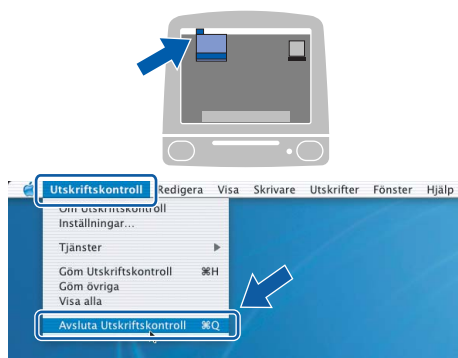 Utskriftskontroll Redigera Visa Skrivare Utskrifter Fönster Hjälp
Om Utskriftskontroll
Inställningar...
Tjänster
Göm Utskriftskontroll ⌘H
Göm övriga
Visa alla
Avsluta Utskriftskontroll ⌘Q